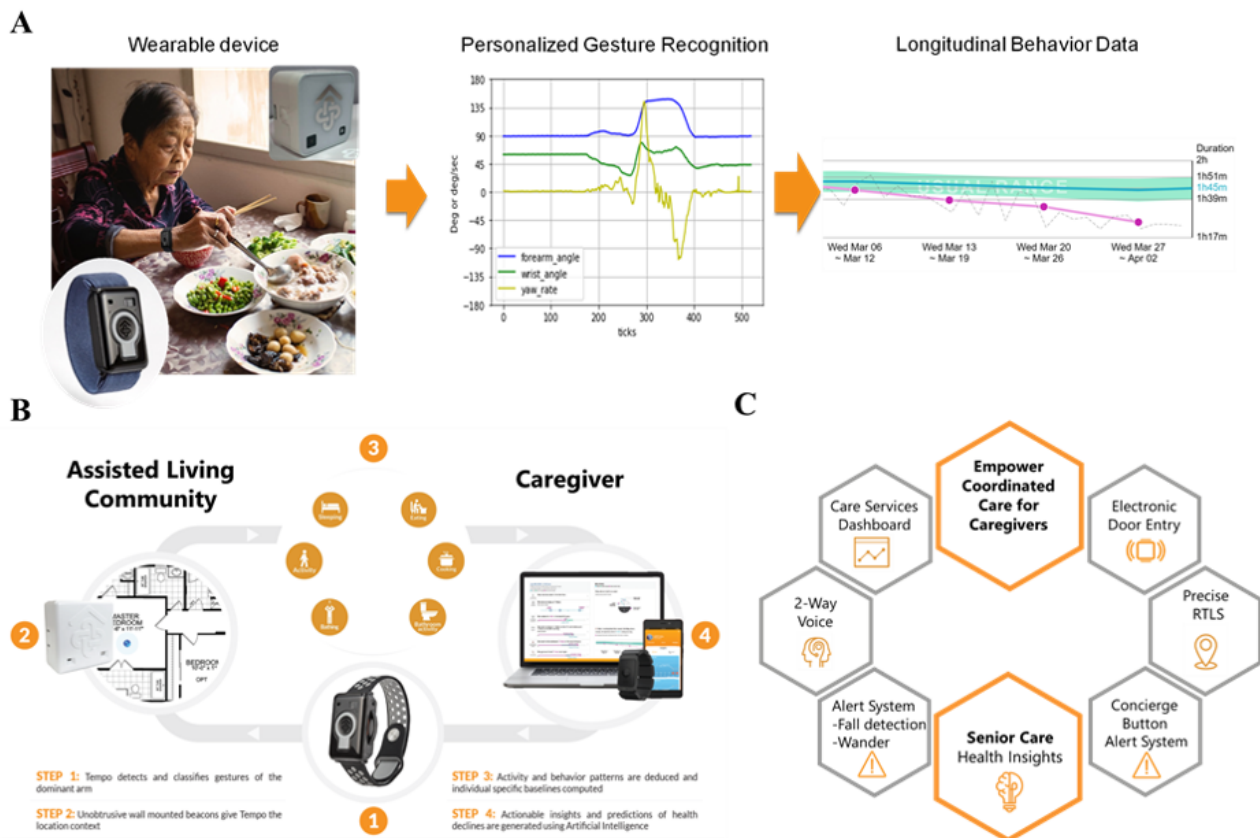 A
Wearable device
Personalized Gesture Recognition
Longitudinal Behavior Data
180
135
90
45
0
−45
−90
−135
−180
Deg or deg/sec
forearm_angle
wrist_angle
yaw_rate
0
100
200
300
400
500
ticks
USUAL RANGE
Duration
2h
1h51m
1h45m
1h39m
1h17m
Wed Mar 06
~ Mar 12
Wed Mar 13
~ Mar 19
Wed Mar 20
~ Mar 26
Wed Mar 27
~ Apr 02
B
Assisted Living
Community
3
Caregiver
Sleeping
Eating
Activity
Cooking
Bathroom
activity
2
MASTER
BEDROOM
BEDROOM
OPT
4
STEP 1: Tempo detects and classifies gestures of the
dominant arm
STEP 2: Unobtrusive wall mounted beacons give Tempo the
location context
1
STEP 3: Activity and behavior patterns are deduced and
individual specific baselines computed
STEP 4: Actionable insights and predictions of health
declines are generated using Artificial Intelligence
C
Empower
Coordinated
Care for
Caregivers
Care Services
Dashboard
Electronic
Door Entry
2-Way
Voice
Precise
RTLS
Alert System
-Fall detection
-Wander
Senior Care
Health Insights
Concierge
Button
Alert System